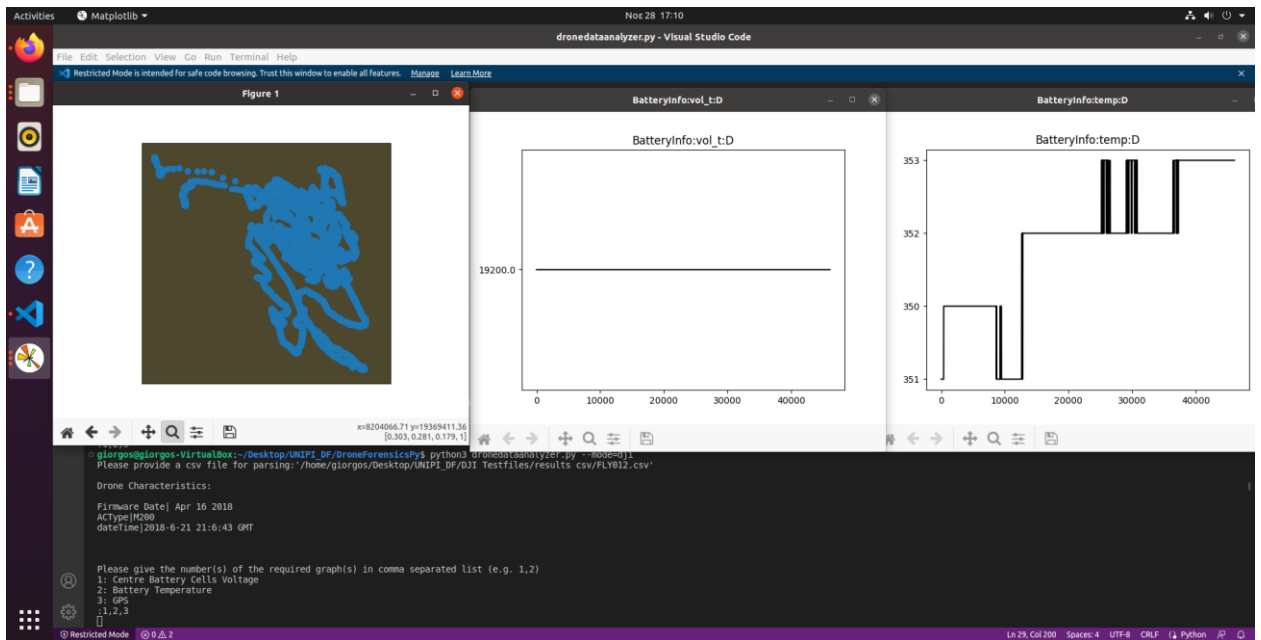 Activities
Matplotlib
Νοε 28 17:10
dronedataanalyzer.py - Visual Studio Code
File Edit Selection View Go Run Terminal Help
Restricted Mode is intended for safe code browsing. Trust this window to enable all features. Manage Learn More
Figure 1
x=8204066.71 y=19369411.36
[0.303, 0.281, 0.179, 1]
BatteryInfo:vol_t:D
BatteryInfo:vol_t:D
19200.0
0 10000 20000 30000 40000
BatteryInfo:temp:D
BatteryInfo:temp:D
353
352
350
351
0 10000 20000 30000 40000
giorgos@giorgos-VirtualBox:~/Desktop/UNIPI_DF/DroneForensicsPy$ python3 dronedataanalyzer.py --mode=dji
Please provide a csv file for parsing:'/home/giorgos/Desktop/UNIPI_DF/DJI Testfiles/results csv/FLY012.csv'
Drone Characteristics:
Firmware Date| Apr 16 2018
ACType|M200
dateTime|2018-6-21 21:6:43 GMT
Please give the number(s) of the required graph(s) in comma separated list (e.g. 1,2)
1: Centre Battery Cells Voltage
2: Battery Temperature
3: GPS
:1,2,3
Restricted Mode 0 2
Ln 29, Col 200 Spaces: 4 UTF-8 CRLF Python